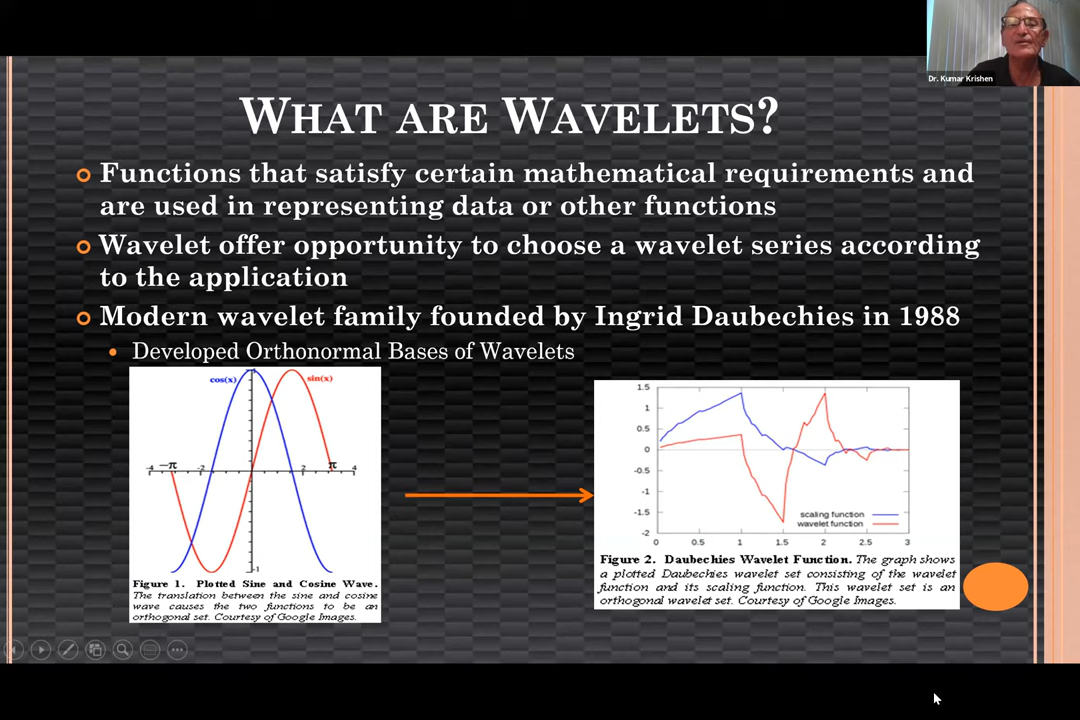 Dr. Kumar Krishen
WHAT ARE WAVELETS?
Functions that satisfy certain mathematical requirements and
are used in representing data or other functions
Wavelet offer opportunity to choose a wavelet series according
to the application
Modern wavelet family founded by Ingrid Daubechies in 1988
Developed Orthonormal Bases of Wavelets
cos(x) 1 sin(x)
-4 -π -2 2 π 4
-1
Figure 1. Plotted Sine and Cosine Wave.
The translation between the sine and cosine
wave causes the two functions to be an
orthogonal set. Courtesy of Google Images.
1.5
1
0.5
0
-0.5
-1
-1.5
-2
0 0.5 1 1.5 2 2.5 3
scaling function
wavelet function
Figure 2. Daubechies Wavelet Function. The graph shows
a plotted Daubechies wavelet set consisting of the wavelet
function and its scaling function. This wavelet set is an
orthogonal wavelet set. Courtesy of Google Images.